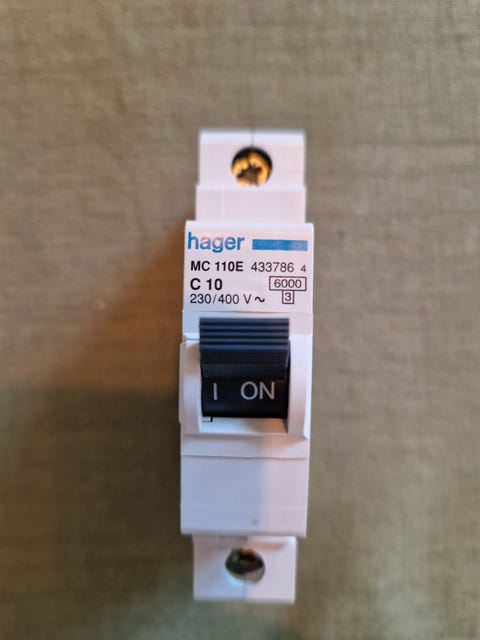 hager
MC 110E 433786 4
C 10 6000
230/400 V ~ 3
I ON